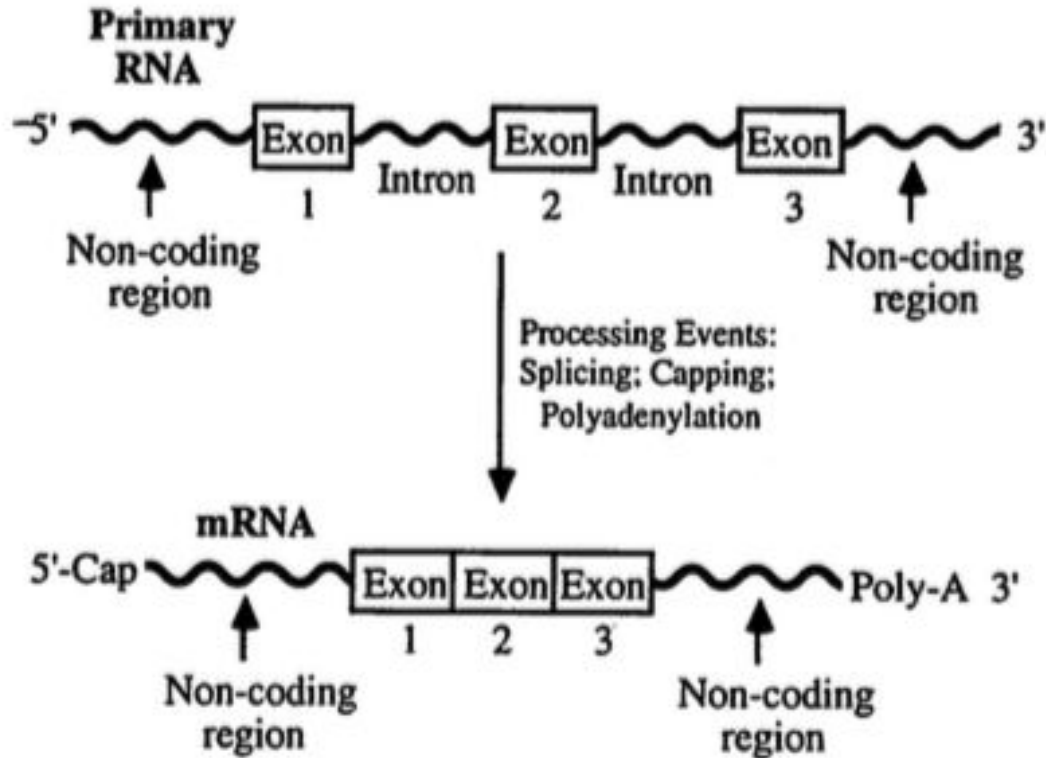 Primary
RNA
5' Exon Exon Exon 3'
Intron Intron
1 2 3
Non-coding
region
Non-coding
region
Processing Events:
Splicing; Capping;
Polyadenylation
mRNA
5'-Cap Exon Exon Exon Poly-A 3'
1 2 3
Non-coding
region
Non-coding
region